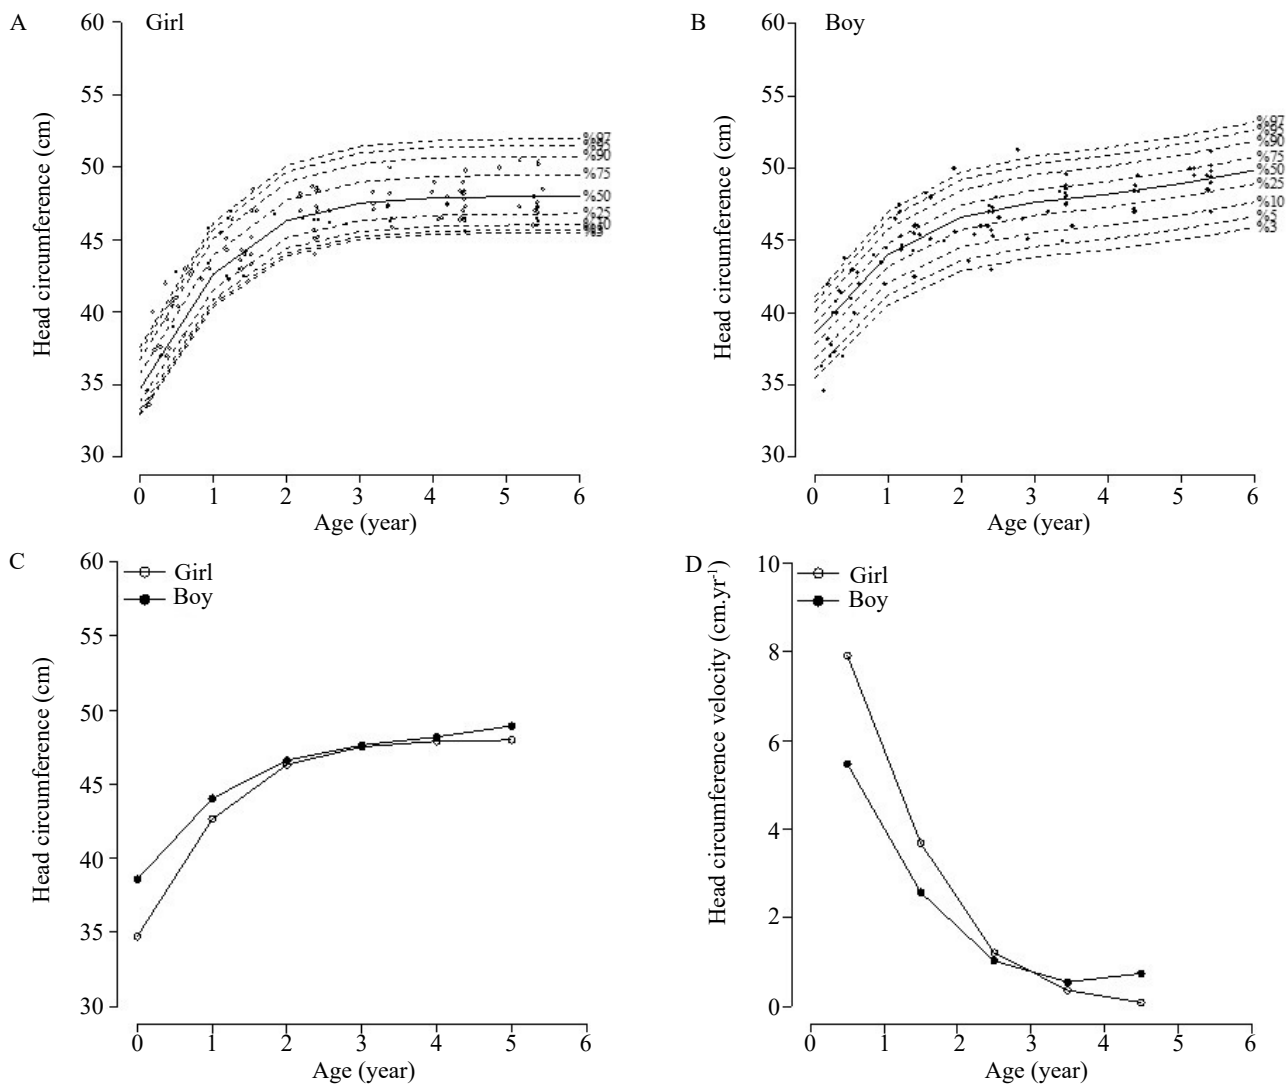 A
Girl
60
55
50
45
40
35
30
Head circumference (cm)
%97
%90
%75
%50
%25
%10
0 1 2 3 4 5 6
Age (year)
B
Boy
60
55
50
45
40
35
30
Head circumference (cm)
%97
%90
%75
%50
%25
%10
%3
0 1 2 3 4 5 6
Age (year)
C
Girl
Boy
60
55
50
45
40
35
30
Head circumference (cm)
0 1 2 3 4 5 6
Age (year)
D
Girl
Boy
10
8
6
4
2
0
Head circumference velocity (cm.yr⁻¹)
0 1 2 3 4 5 6
Age (year)